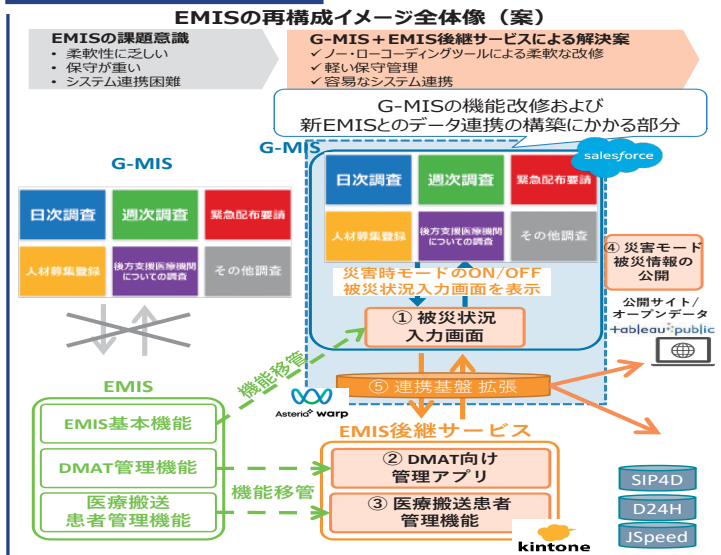 EMISの再構成イメージ全体像（案）
EMISの課題意識
• 柔軟性に乏しい
• 保守が重い
• システム連携困難
G-MIS＋EMIS後継サービスによる解決案
✓ノー・ローコーディングツールによる柔軟な改修
✓軽い保守管理
✓容易なシステム連携
G-MISの機能改修および
新EMISとのデータ連携の構築にかかる部分
G-MIS
日次調査
週次調査
緊急配布要請
人材募集登録
後方支援医療機関
についての調査
その他調査
G-MIS
salesforce
日次調査
週次調査
緊急配布要請
人材募集登録
後方支援医療機関
についての調査
その他調査
災害時モードのON/OFF
被災状況入力画面を表示
① 被災状況
入力画面
④ 災害モード
被災情報の
公開
公開サイト/
オープンデータ
+ableau+public
機能移管
⑤ 連携基盤 拡張
Asteria warp
EMIS
EMIS基本機能
DMAT管理機能
医療搬送
患者管理機能
機能移管
EMIS後継サービス
② DMAT向け
管理アプリ
③ 医療搬送患者
管理機能
kintone
SIP4D
D24H
JSpeed